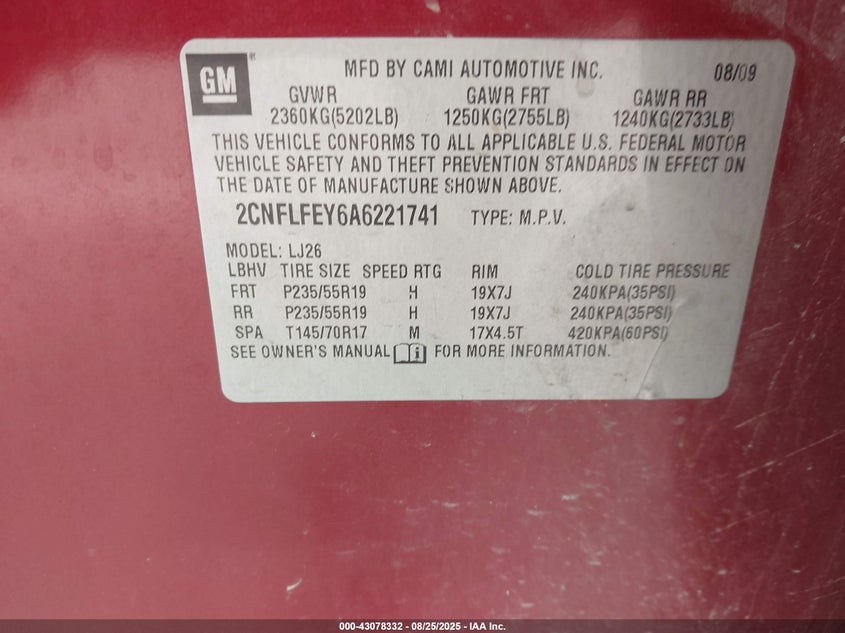 GM® MFD BY CAMI AUTOMOTIVE INC. 08/09
GVWR GAWR FRT GAWR RR
2360KG(5202LB) 1250KG(2755LB) 1240KG(2733LB)
THIS VEHICLE CONFORMS TO ALL APPLICABLE U.S. FEDERAL MOTOR
VEHICLE SAFETY AND THEFT PREVENTION STANDARDS IN EFFECT ON
THE DATE OF MANUFACTURE SHOWN ABOVE.
2CNFLFEY6A6221741 TYPE: M.P.V.
MODEL: LJ26
LBHV TIRE SIZE SPEED RTG RIM COLD TIRE PRESSURE
FRT P235/55R19 H 19X7J 240KPA(35PSI)
RR P235/55R19 H 19X7J 240KPA(35PSI)
SPA T145/70R17 M 17X4.5T 420KPA(60PSI)
SEE OWNER'S MANUAL FOR MORE INFORMATION.
000-43078332 - 08/25/2025 - IAA Inc.